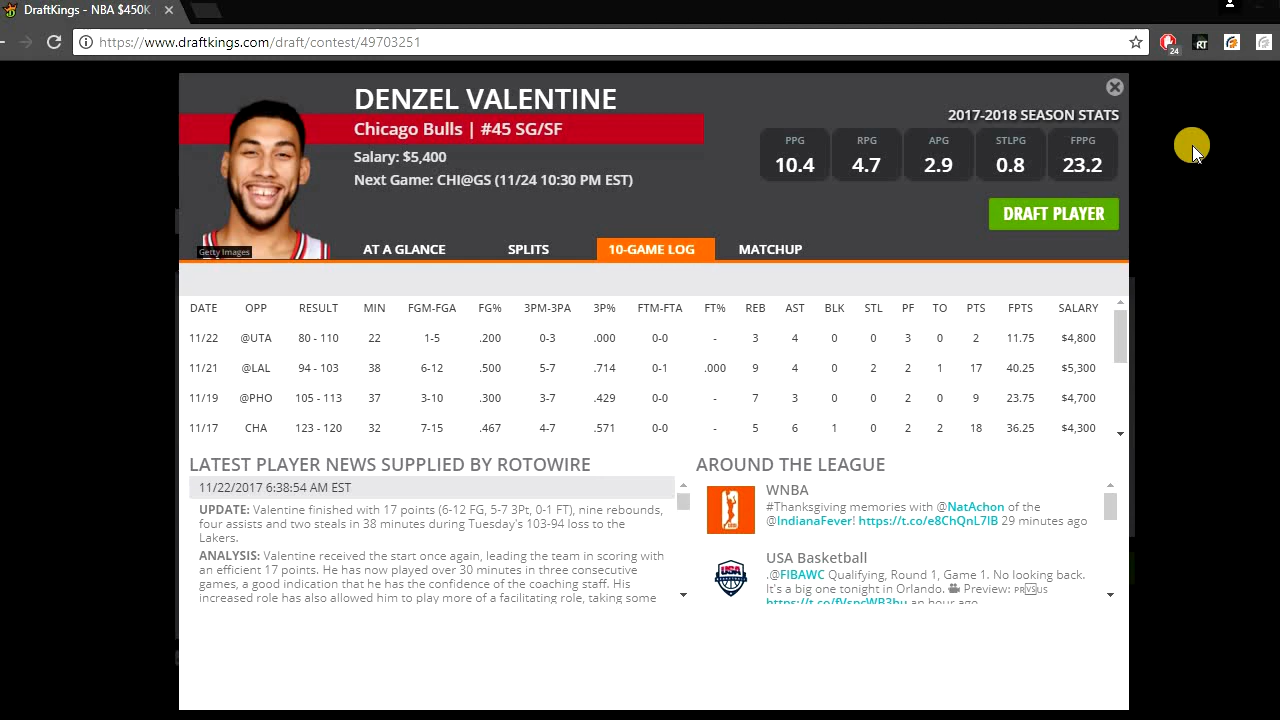 DraftKings - NBA $450K
https://www.draftkings.com/draft/contest/49703251
24
RT
DENZEL VALENTINE
Chicago Bulls | #45 SG/SF
Salary: $5,400
Next Game: CHI@GS (11/24 10:30 PM EST)
Getty Images
2017-2018 SEASON STATS
PPG RPG APG STLPG FPPG
10.4 4.7 2.9 0.8 23.2
DRAFT PLAYER
AT A GLANCE SPLITS 10-GAME LOG MATCHUP
DATE OPP RESULT MIN FGM-FGA FG% 3PM-3PA 3P% FTM-FTA FT% REB AST BLK STL PF TO PTS FPTS SALARY
11/22 @UTA 80 - 110 22 1-5 .200 0-3 .000 0-0 - 3 4 0 0 3 0 2 11.75 $4,800
11/21 @LAL 94 - 103 38 6-12 .500 5-7 .714 0-1 .000 9 4 0 2 2 1 17 40.25 $5,300
11/19 @PHO 105 - 113 37 3-10 .300 3-7 .429 0-0 - 7 3 0 0 2 0 9 23.75 $4,700
11/17 CHA 123 - 120 32 7-15 .467 4-7 .571 0-0 - 5 6 1 0 2 2 18 36.25 $4,300
LATEST PLAYER NEWS SUPPLIED BY ROTOWIRE
11/22/2017 6:38:54 AM EST
UPDATE: Valentine finished with 17 points (6-12 FG, 5-7 3Pt, 0-1 FT), nine rebounds,
four assists and two steals in 38 minutes during Tuesday's 103-94 loss to the
Lakers.
ANALYSIS: Valentine received the start once again, leading the team in scoring with
an efficient 17 points. He has now played over 30 minutes in three consecutive
games, a good indication that he has the confidence of the coaching staff. His
increased role has also allowed him to play more of a facilitating role, taking some
AROUND THE LEAGUE
WNBA
#Thanksgiving memories with @NatAchon of the
@IndianaFever! https://t.co/e8ChQnL7IB 29 minutes ago
USA
USA Basketball
.@FIBAWC Qualifying, Round 1, Game 1. No looking back.
It's a big one tonight in Orlando. Preview:
an hour ago